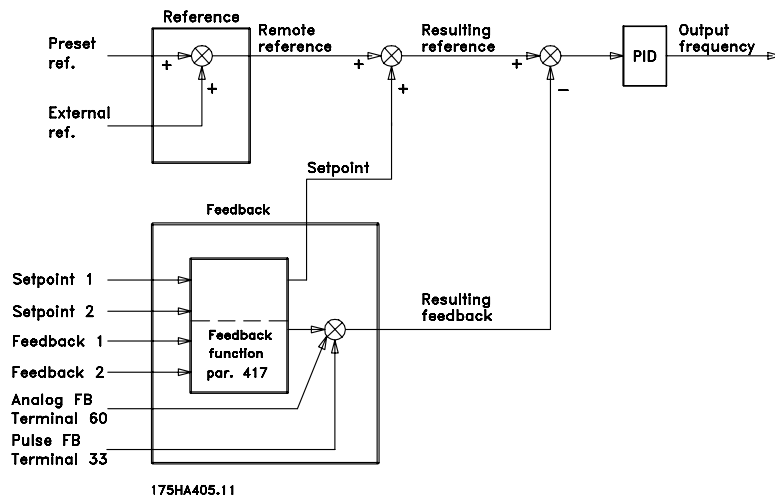 Reference
Preset
ref.
+
External
ref.
+
Remote
reference
+
+
Resulting
reference
+
-
PID
Output
frequency
Setpoint
Feedback
Setpoint 1
Setpoint 2
Feedback 1
Feedback 2
Feedback
function
par. 417
Resulting
feedback
Analog FB
Terminal 60
Pulse FB
Terminal 33
175HA405.11